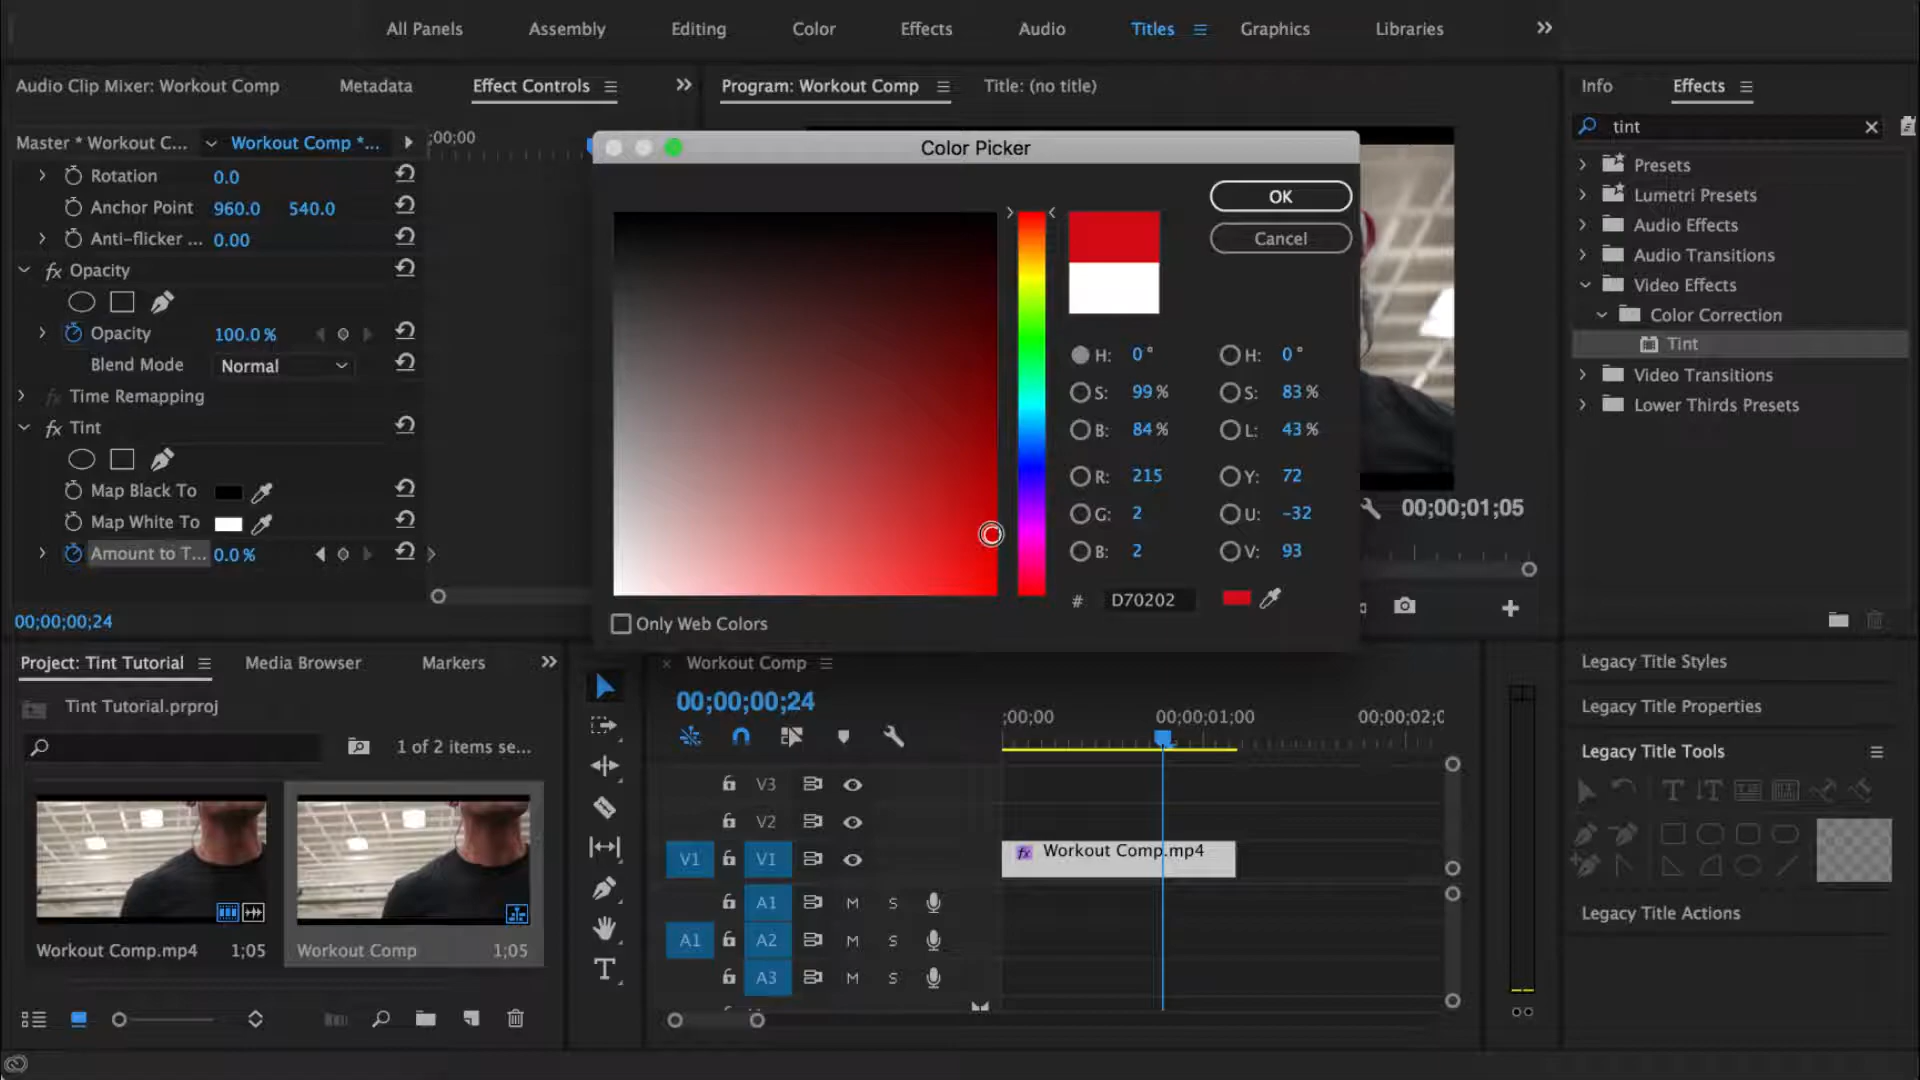 All Panels Assembly Editing Color Effects Audio Titles Graphics Libraries
Audio Clip Mixer: Workout Comp Metadata Effect Controls
Program: Workout Comp Title: (no title)
Info Effects
tint
Master * Workout C... Workout Comp *...
;00;00
Rotation 0.0
Anchor Point 960.0 540.0
Anti-flicker ... 0.00
fx Opacity
Opacity 100.0 %
Blend Mode Normal
fx Time Remapping
fx Tint
Map Black To
Map White To
Amount to T... 0.0 %
00;00;00;24
Color Picker
OK
Cancel
H: 0 ° H: 0 °
S: 99 % S: 83 %
B: 84 % L: 43 %
R: 215 Y: 72
G: 2 U: -32
B: 2 V: 93
# D70202
Only Web Colors
00;00;01;05
Presets
Lumetri Presets
Audio Effects
Audio Transitions
Video Effects
Color Correction
Tint
Video Transitions
Lower Thirds Presets
Project: Tint Tutorial Media Browser Markers
Tint Tutorial.prproj
1 of 2 items se...
Workout Comp.mp4 1;05
Workout Comp 1;05
Workout Comp
00;00;00;24
;00;00 00;00;01;00 00;00;02;0
V3
V2
V1 V1
A1 M S
A1 A2 M S
A3 M S
fx Workout Comp.mp4
Legacy Title Styles
Legacy Title Properties
Legacy Title Tools
Legacy Title Actions